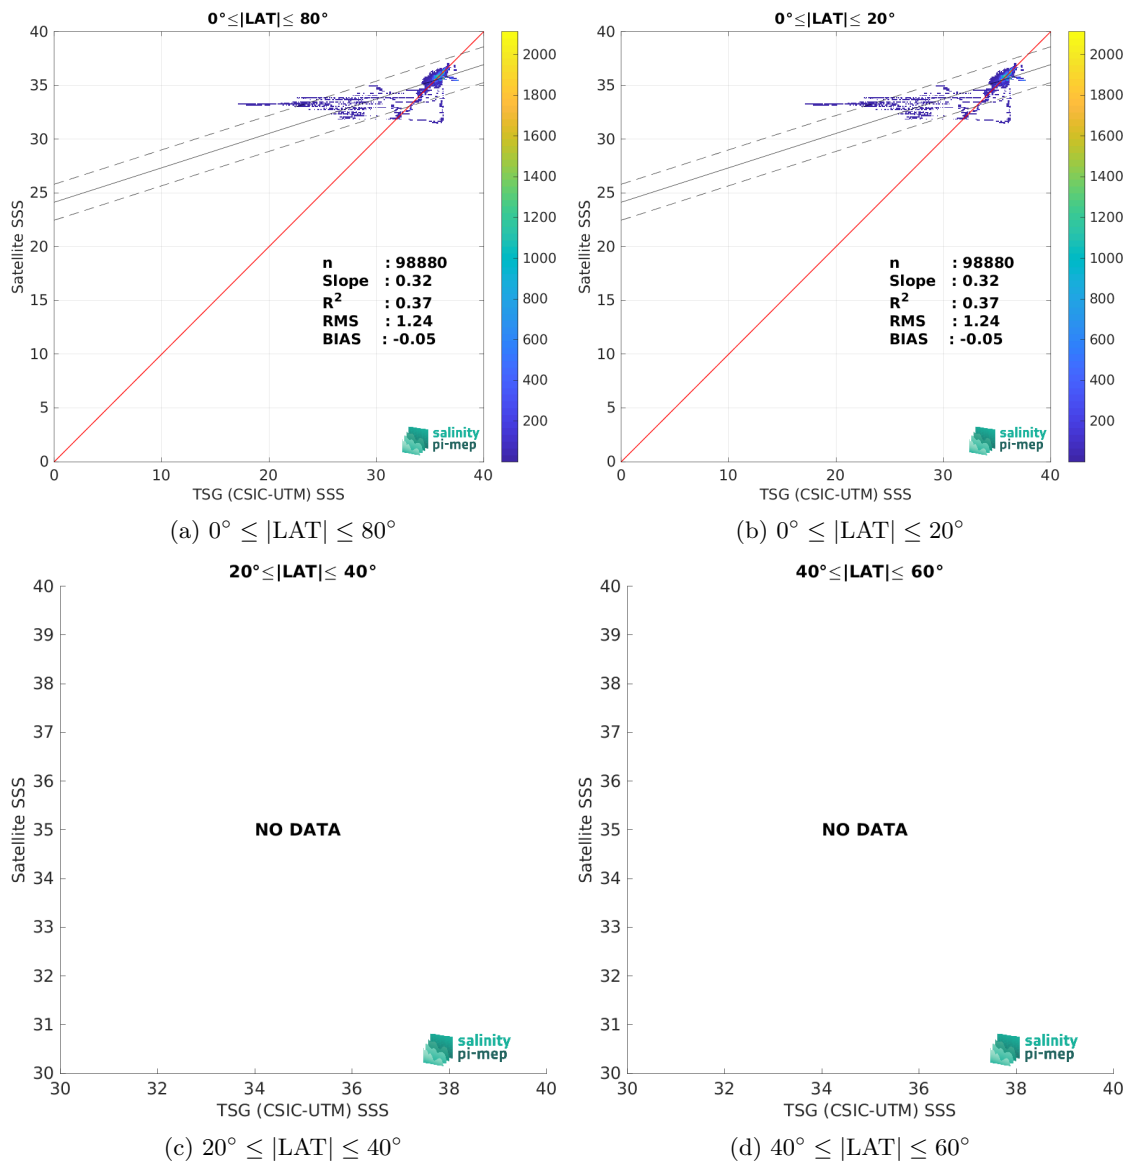 0°≤|LAT|≤ 80°
40
35
30
25
20
15
10
5
0
Satellite SSS
n : 98880
Slope : 0.32
R² : 0.37
RMS : 1.24
BIAS : -0.05
salinity
pi-mep
0 10 20 30 40
TSG (CSIC-UTM) SSS
2000
1800
1600
1400
1200
1000
800
600
400
200
(a) 0° ≤ |LAT| ≤ 80°
0°≤|LAT|≤ 20°
40
35
30
25
20
15
10
5
0
Satellite SSS
n : 98880
Slope : 0.32
R² : 0.37
RMS : 1.24
BIAS : -0.05
salinity
pi-mep
0 10 20 30 40
TSG (CSIC-UTM) SSS
2000
1800
1600
1400
1200
1000
800
600
400
200
(b) 0° ≤ |LAT| ≤ 20°
20°≤|LAT|≤ 40°
40
39
38
37
36
35
34
33
32
31
30
Satellite SSS
NO DATA
salinity
pi-mep
30 32 34 36 38 40
TSG (CSIC-UTM) SSS
(c) 20° ≤ |LAT| ≤ 40°
40°≤|LAT|≤ 60°
40
39
38
37
36
35
34
33
32
31
30
Satellite SSS
NO DATA
salinity
pi-mep
30 32 34 36 38 40
TSG (CSIC-UTM) SSS
(d) 40° ≤ |LAT| ≤ 60°